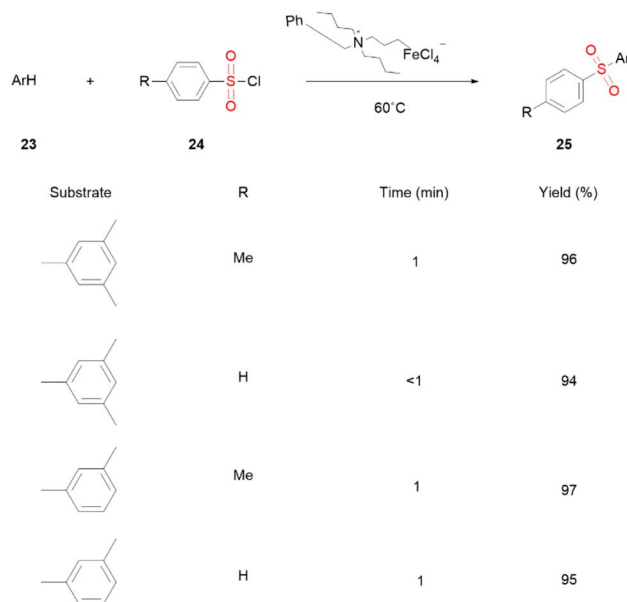 Ph
N+
FeCl4−
ArH + R S O O Cl
60°C
R S O O Ar
23 24 25
Substrate R Time (min) Yield (%)
Me 1 96
H <1 94
Me 1 97
H 1 95